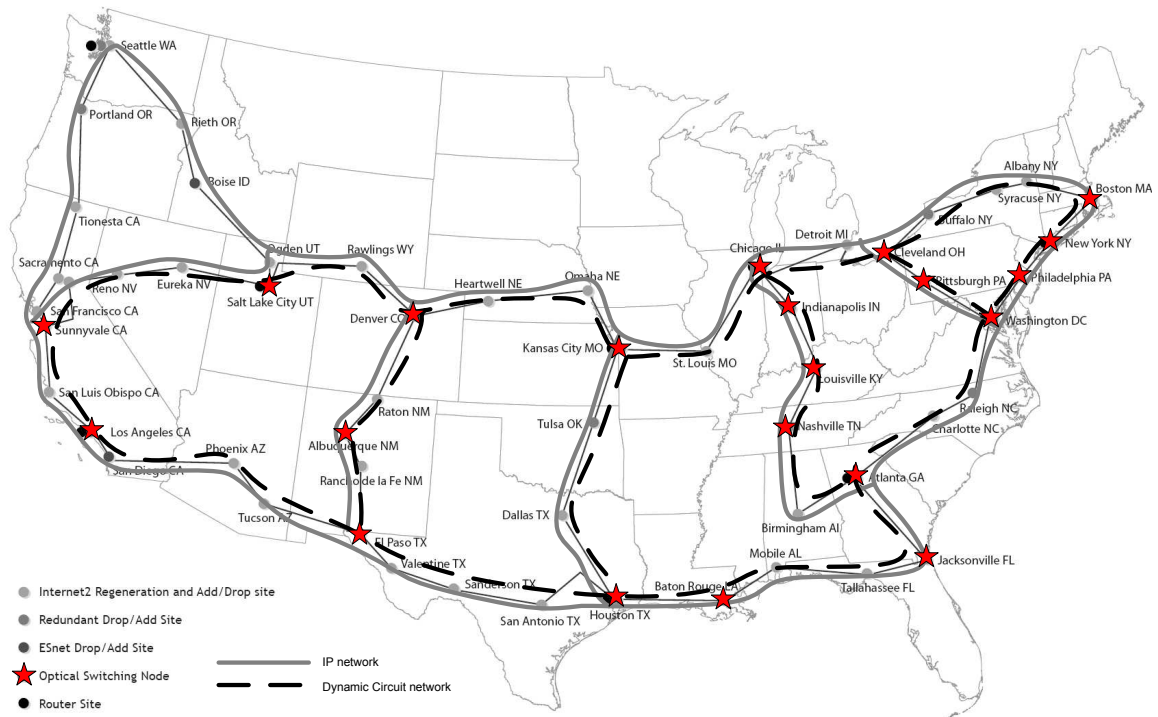 Seattle WA
Portland OR
Rieth OR
Boise ID
Albany NY
Boston MA
Syracuse NY
Buffalo NY
Tionesta CA
Detroit MI
New York NY
Ogden UT
Rawlings WY
Chicago IL
Cleveland OH
Sacramento CA
Reno NV
Eureka NV
Heartwell NE
Omaha NE
Pittsburgh PA
Philadelphia PA
Salt Lake City UT
San Francisco CA
Sunnyvale CA
Denver CO
Indianapolis IN
Washington DC
Kansas City MO
St. Louis MO
Louisville KY
San Luis Obispo CA
Raton NM
Raleigh NC
Los Angeles CA
Tulsa OK
Nashville TN
Charlotte NC
Albuquerque NM
Phoenix AZ
San Diego CA
Rancho de la Fe NM
Atlanta GA
Tucson AZ
Dallas TX
Birmingham Al
El Paso TX
Valentine TX
Mobile AL
Jacksonville FL
Sanderson TX
Baton Rouge LA
Tallahassee FL
San Antonio TX
Houston TX
Internet2 Regeneration and Add/Drop site
Redundant Drop/Add Site
ESnet Drop/Add Site
Optical Switching Node
Router Site
IP network
Dynamic Circuit network